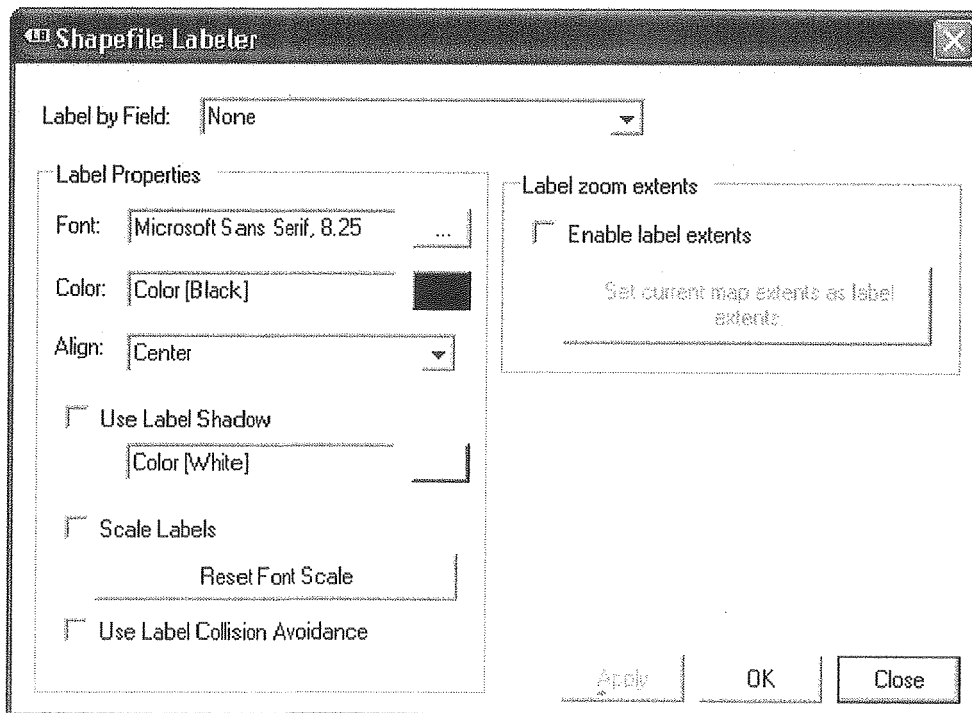 Shapefile Labeler
Label by Field: None
Label Properties
Font: Microsoft Sans Serif, 8.25 ...
Color: Color [Black]
Align: Center
Use Label Shadow
Color [White]
Scale Labels
Reset Font Scale
Use Label Collision Avoidance
Label zoom extents
Enable label extents
Set current map extents as label
extents.
Apply OK Close